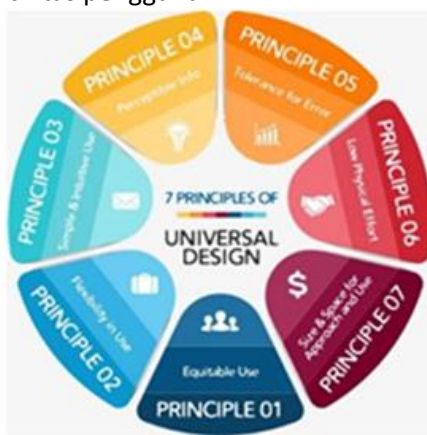 7 PRINCIPLES OF
UNIVERSAL
DESIGN
Equitable Use
PRINCIPLE 01
Flexibility in Use
PRINCIPLE 02
Simple & Intuitive Use
PRINCIPLE 03
Perceptive Info
PRINCIPLE 04
Tolerance for Error
PRINCIPLE 05
Low Physical Effort
PRINCIPLE 06
Size & Space for
Approach and Use
PRINCIPLE 07